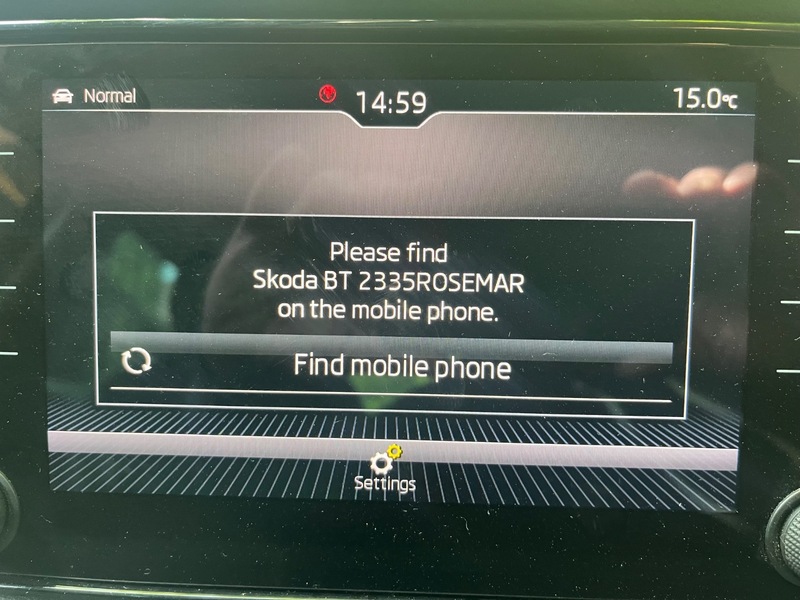 Normal
14:59
15.0°C
Please find
Skoda BT 2335ROSEMAR
on the mobile phone.
Find mobile phone
Settings